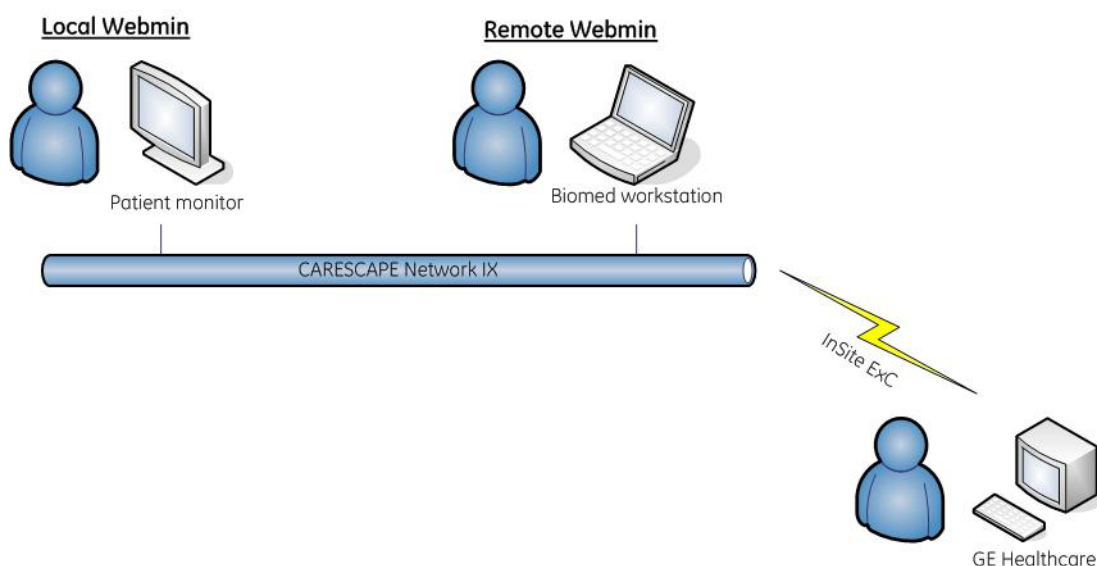 Local Webmin
Remote Webmin
Patient monitor
Biomed workstation
CARESCAPE Network IX
InSite ExC
GE Healthcare